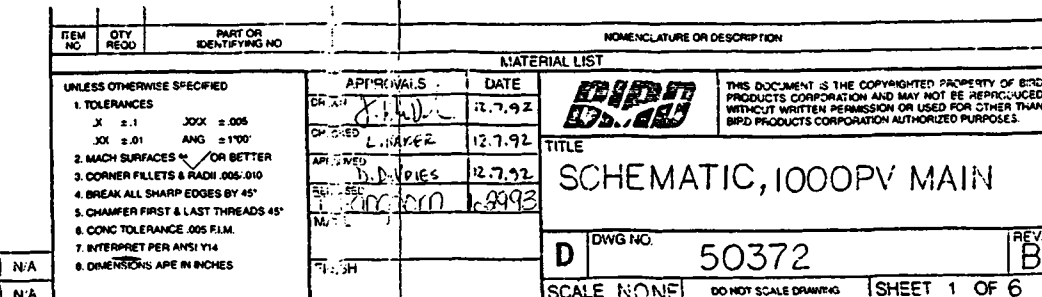 ITEM NO QTY REQD PART OR IDENTIFYING NO NOMENCLATURE OR DESCRIPTION
MATERIAL LIST
UNLESS OTHERWISE SPECIFIED
1. TOLERANCES
.X ±.1 .XXX ±.005
.XX ±.01 ANG ±1°00'
2. MACH SURFACES OR BETTER
3. CORNER FILLETS & RADII .005/.010
4. BREAK ALL SHARP EDGES BY 45°
5. CHAMFER FIRST & LAST THREADS 45°
6. CONC TOLERANCE .005 F.I.M.
7. INTERPRET PER ANSI Y14
8. DIMENSIONS ARE IN INCHES
N/A
N/A
APPROVALS DATE
12.7.92
12.7.92
APPROVED D. DVRIES 12.7.92
BIRD
THIS DOCUMENT IS THE COPYRIGHTED PROPERTY OF BIRD
PRODUCTS CORPORATION AND MAY NOT BE REPRODUCED
WITHOUT WRITTEN PERMISSION OR USED FOR OTHER THAN
BIRD PRODUCTS CORPORATION AUTHORIZED PURPOSES.
TITLE
SCHEMATIC, 1000PV MAIN
D DWG NO. 50372 REV. B
SCALE NONE DO NOT SCALE DRAWING SHEET 1 OF 6